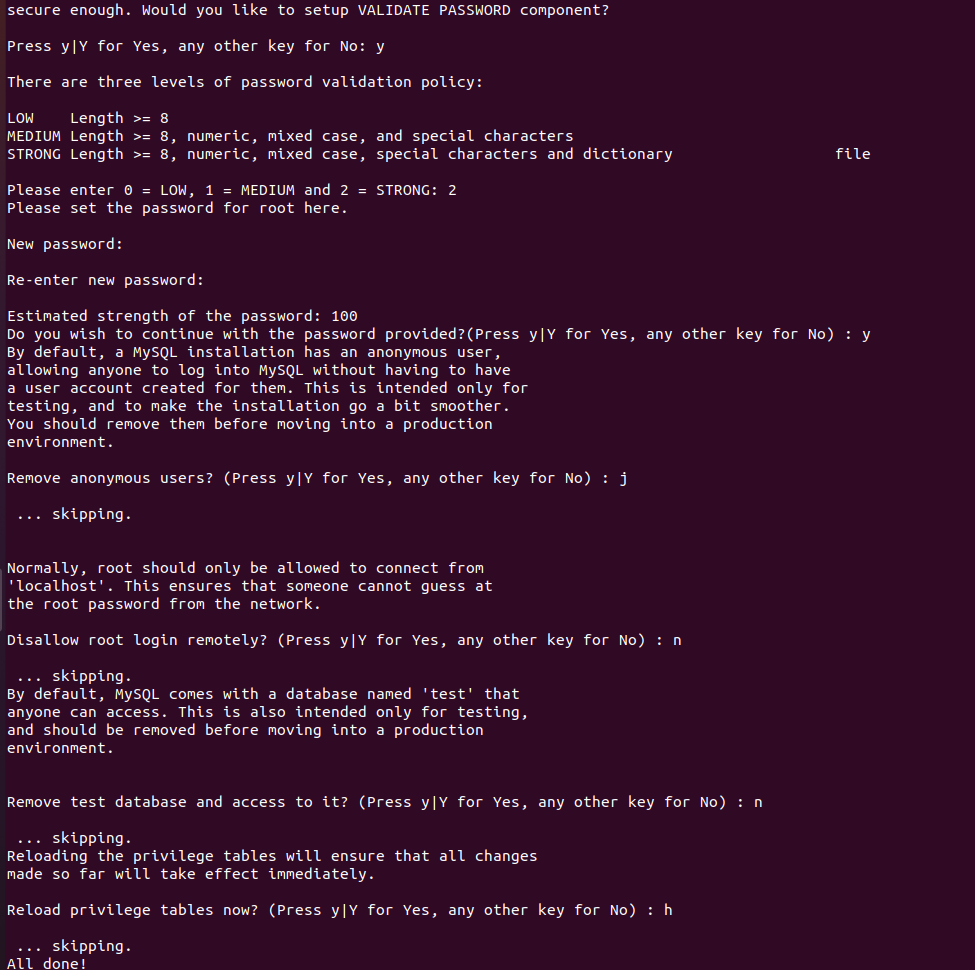 secure enough. Would you like to setup VALIDATE PASSWORD component?
Press y|Y for Yes, any other key for No: y
There are three levels of password validation policy:
LOW    Length >= 8
MEDIUM Length >= 8, numeric, mixed case, and special characters
STRONG Length >= 8, numeric, mixed case, special characters and dictionary                  file
Please enter 0 = LOW, 1 = MEDIUM and 2 = STRONG: 2
Please set the password for root here.
New password:
Re-enter new password:
Estimated strength of the password: 100
Do you wish to continue with the password provided?(Press y|Y for Yes, any other key for No) : y
By default, a MySQL installation has an anonymous user,
allowing anyone to log into MySQL without having to have
a user account created for them. This is intended only for
testing, and to make the installation go a bit smoother.
You should remove them before moving into a production
environment.
Remove anonymous users? (Press y|Y for Yes, any other key for No) : j
 ... skipping.
Normally, root should only be allowed to connect from
'localhost'. This ensures that someone cannot guess at
the root password from the network.
Disallow root login remotely? (Press y|Y for Yes, any other key for No) : n
 ... skipping.
By default, MySQL comes with a database named 'test' that
anyone can access. This is also intended only for testing,
and should be removed before moving into a production
environment.
Remove test database and access to it? (Press y|Y for Yes, any other key for No) : n
 ... skipping.
Reloading the privilege tables will ensure that all changes
made so far will take effect immediately.
Reload privilege tables now? (Press y|Y for Yes, any other key for No) : h
 ... skipping.
All done!